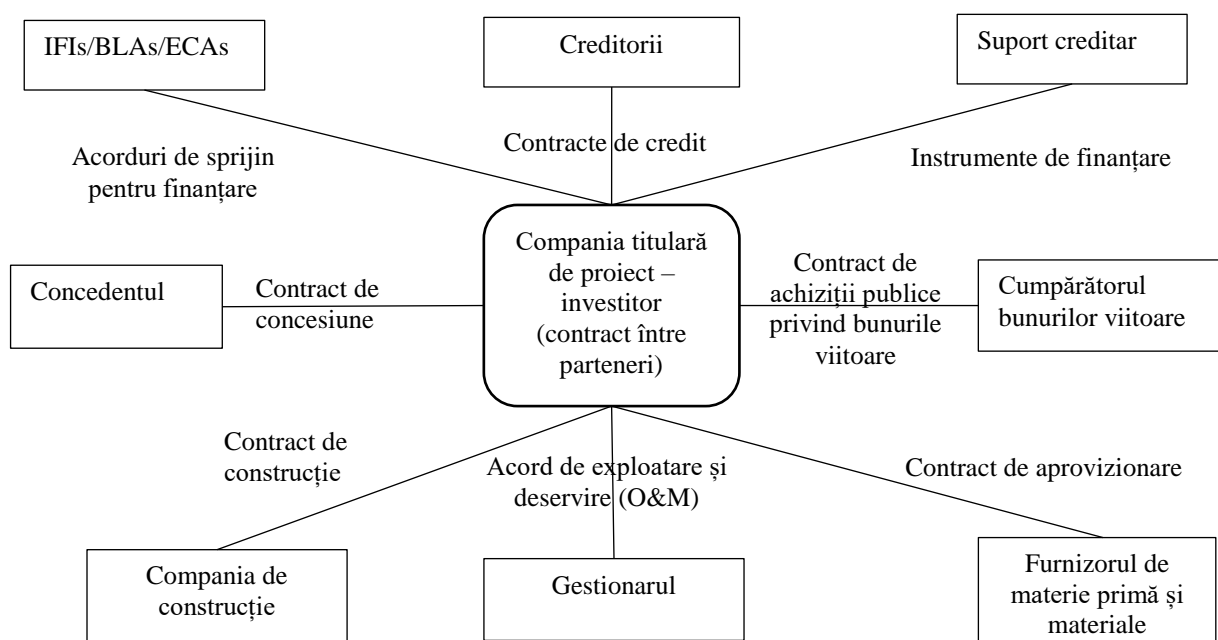 IFIs/BLAs/ECAs
Creditorii
Suport creditar
Acorduri de sprijin
pentru finanțare
Contracte de credit
Instrumente de finanțare
Concedentul
Contract de
concesiune
Compania titulară
de proiect –
investitor
(contract între
parteneri)
Contract de
achiziții publice
privind bunurile
viitoare
Cumpărătorul
bunurilor viitoare
Contract de
construcție
Acord de exploatare și
deservire (O&M)
Contract de aprovizionare
Compania de
construcție
Gestionarul
Furnizorul de
materie primă și
materiale